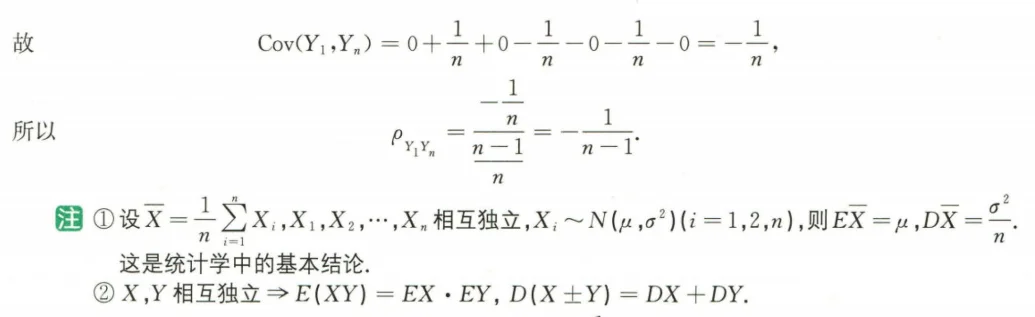 故 Cov(Y₁,Yₙ) = 0 + 1/n + 0 − 1/n − 0 − 1/n − 0 = −1/n,
所以 ρ_{Y₁Yₙ} = (−1/n)/((n−1)/n) = −1/(n−1).
注 ① 设 X̄ = 1/n ∑_{i=1}^{n} Xᵢ, X₁, X₂, ⋯, Xₙ 相互独立, Xᵢ ~ N(μ,σ²)(i=1,2,n), 则 EX̄ = μ, DX̄ = σ²/n.
这是统计学中的基本结论.
② X,Y 相互独立 ⇒ E(XY) = EX · EY, D(X ± Y) = DX + DY.